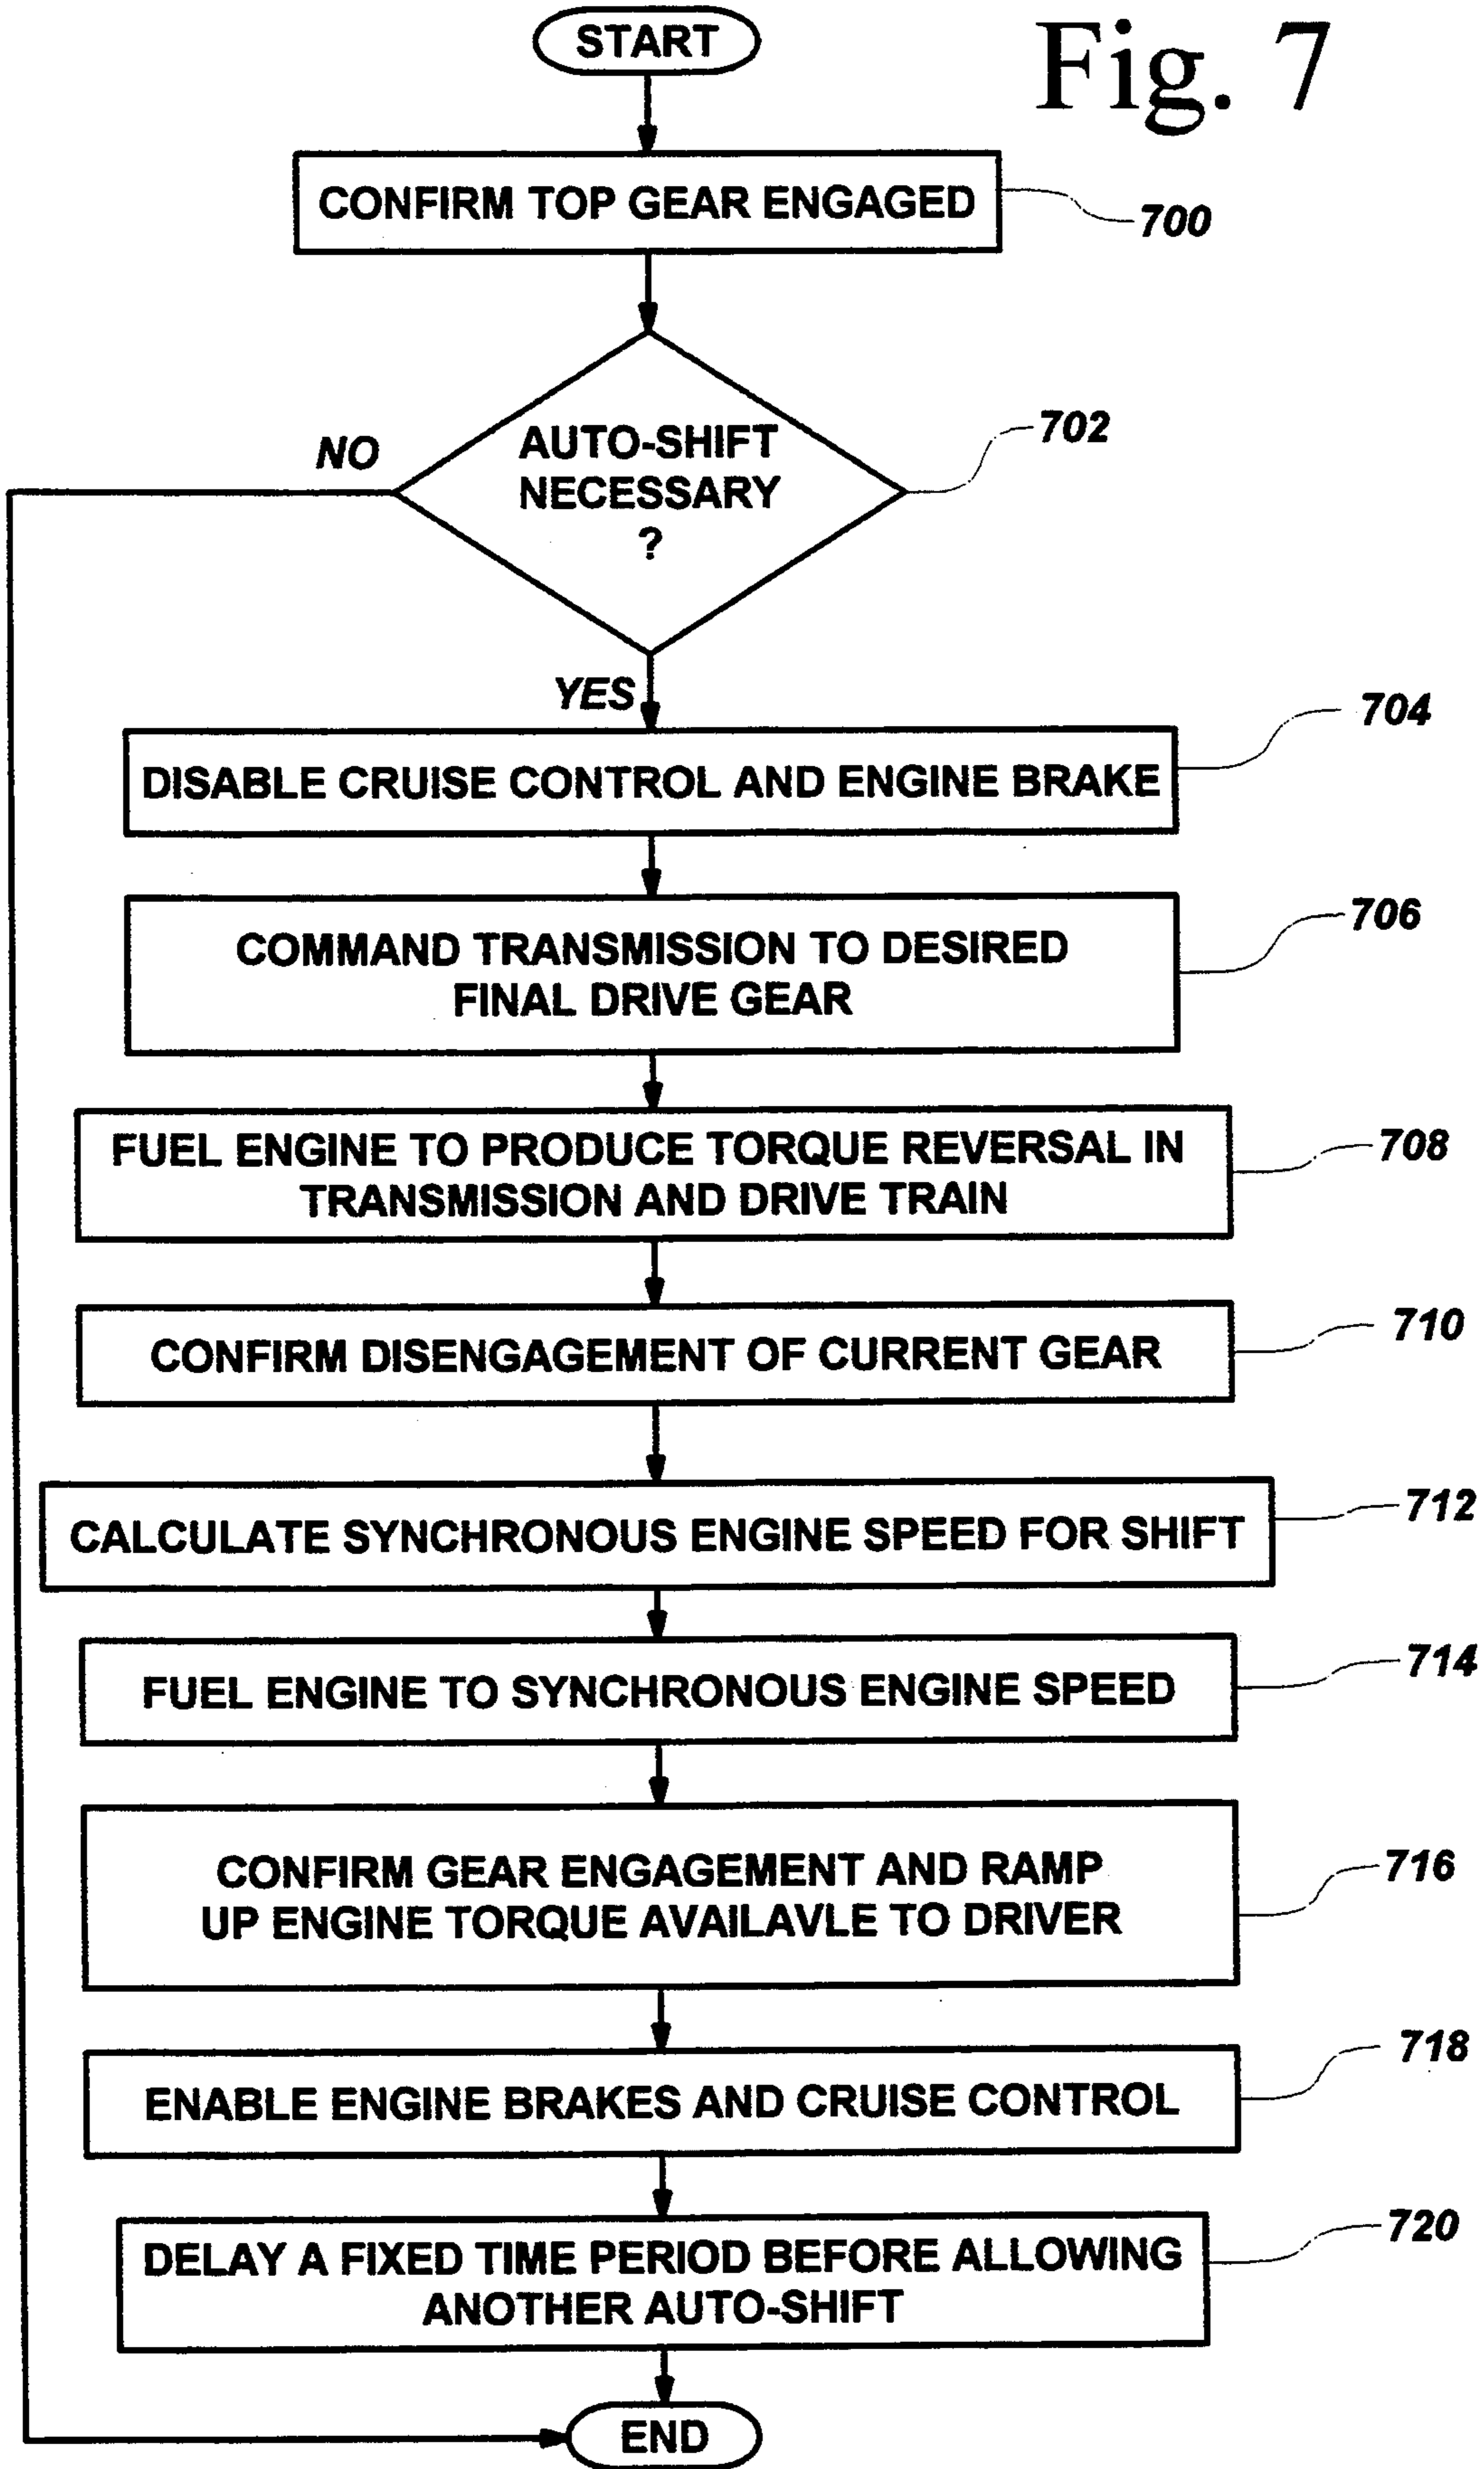 START
Fig. 7
CONFIRM TOP GEAR ENGAGED
700
AUTO-SHIFT
NECESSARY
?
702
NO
YES
704
DISABLE CRUISE CONTROL AND ENGINE BRAKE
706
COMMAND TRANSMISSION TO DESIRED
FINAL DRIVE GEAR
708
FUEL ENGINE TO PRODUCE TORQUE REVERSAL IN
TRANSMISSION AND DRIVE TRAIN
710
CONFIRM DISENGAGEMENT OF CURRENT GEAR
712
CALCULATE SYNCHRONOUS ENGINE SPEED FOR SHIFT
714
FUEL ENGINE TO SYNCHRONOUS ENGINE SPEED
716
CONFIRM GEAR ENGAGEMENT AND RAMP
UP ENGINE TORQUE AVAILAVLE TO DRIVER
718
ENABLE ENGINE BRAKES AND CRUISE CONTROL
720
DELAY A FIXED TIME PERIOD BEFORE ALLOWING
ANOTHER AUTO-SHIFT
END